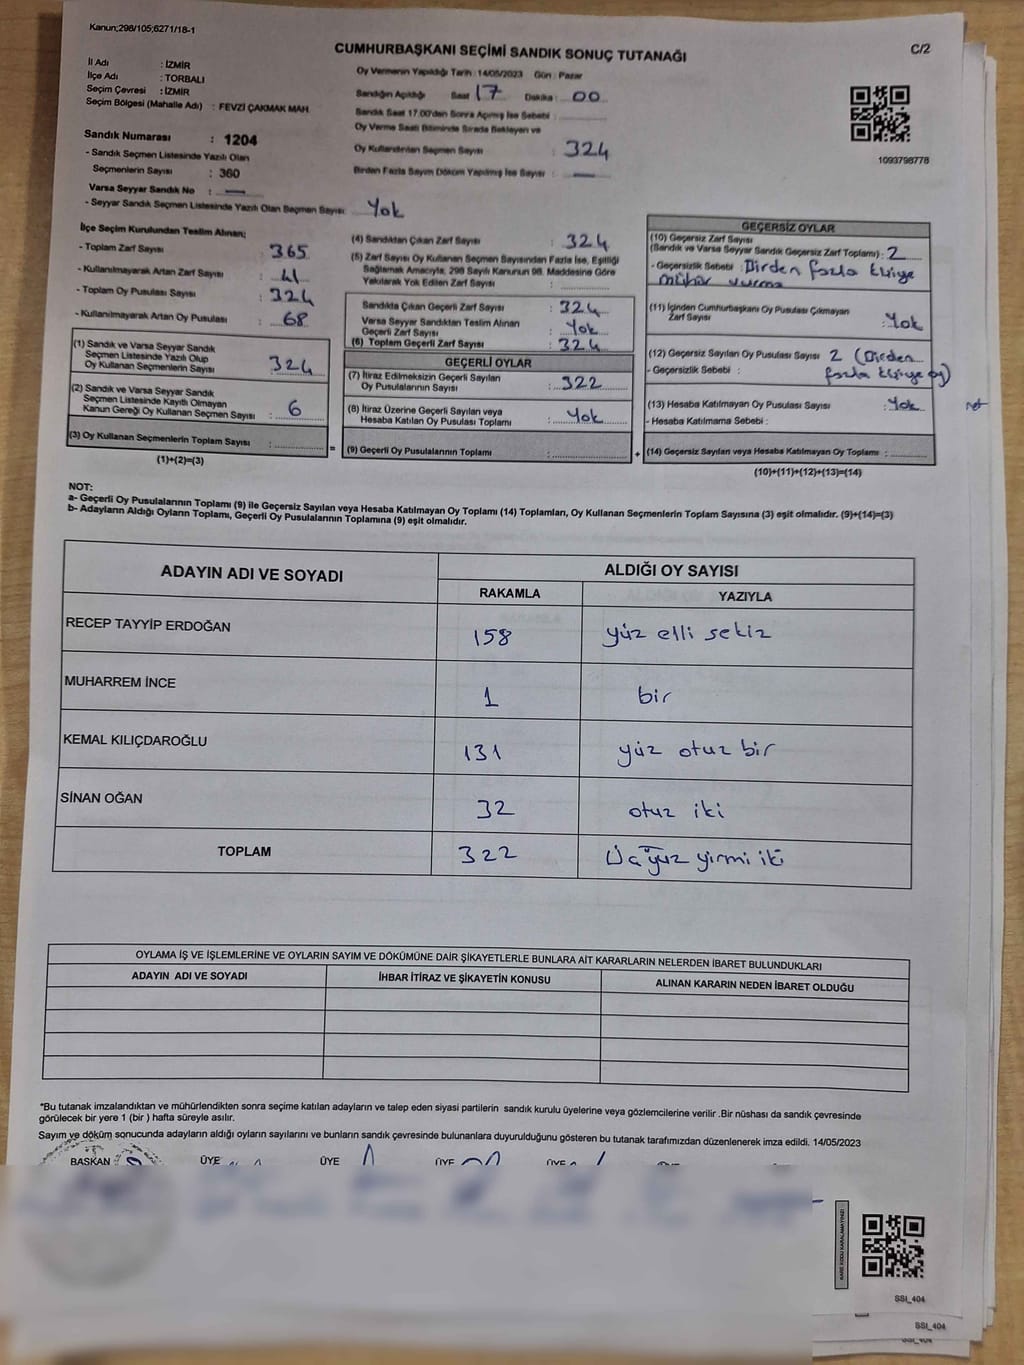 Kanun;298/105;6271/18-1
CUMHURBAŞKANI SEÇİMİ SANDIK SONUÇ TUTANAĞI
C/2
İl Adı : İZMİR
İlçe Adı : TORBALI
Seçim Çevresi : İZMİR
Seçim Bölgesi (Mahalle Adı) : FEVZİ ÇAKMAK MAH.
Oy Vermenin Yapıldığı Tarih : 14/05/2023 Gün : Pazar
Sandığın Açıldığı Saat 17 Dakika : 00
Sandık Saat 17.00'den Sonra Açılmış İse Sebebi :
Oy Verme Saati Bitiminde Sırada Bekleyen ve
Oy Kullandırılan Seçmen Sayısı : 324
Birden Fazla Sayım Döküm Yapılmış İse Sayısı : —
1093798778
Sandık Numarası : 1204
- Sandık Seçmen Listesinde Yazılı Olan
Seçmenlerin Sayısı : 360
Varsa Seyyar Sandık No : —
- Seyyar Sandık Seçmen Listesinde Yazılı Olan Seçmen Sayısı: Yok
İlçe Seçim Kurulundan Teslim Alınan;
- Toplam Zarf Sayısı : 365
- Kullanılmayarak Artan Zarf Sayısı : 41
- Toplam Oy Pusulası Sayısı : 324
- Kullanılmayarak Artan Oy Pusulası : 68
(1) Sandık ve Varsa Seyyar Sandık
Seçmen Listesinde Yazılı Olup
Oy Kullanan Seçmenlerin Sayısı : 324
(2) Sandık ve Varsa Seyyar Sandık
Seçmen Listesinde Kayıtlı Olmayan
Kanun Gereği Oy Kullanan Seçmen Sayısı : 6
(3) Oy Kullanan Seçmenlerin Toplam Sayısı :
(1)+(2)=(3)
(4) Sandıktan Çıkan Zarf Sayısı : 324
(5) Zarf Sayısı Oy Kullanan Seçmen Sayısından Fazla İse, Eşitliği
Sağlamak Amacıyla, 298 Sayılı Kanunun 98. Maddesine Göre
Yakılarak Yok Edilen Zarf Sayısı :
Sandıkta Çıkan Geçerli Zarf Sayısı : 324
Varsa Seyyar Sandıktan Teslim Alınan
Geçerli Zarf Sayısı : Yok
(6) Toplam Geçerli Zarf Sayısı : 324
GEÇERLİ OYLAR
(7) İtiraz Edilmeksizin Geçerli Sayılan
Oy Pusulalarının Sayısı : 322
(8) İtiraz Üzerine Geçerli Sayılan veya
Hesaba Katılan Oy Pusulası Toplamı : Yok
(9) Geçerli Oy Pusulalarının Toplamı :
GEÇERSİZ OYLAR
(10) Geçersiz Zarf Sayısı
(Sandık ve Varsa Seyyar Sandık Geçersiz Zarf Toplamı) : 2
- Geçersizlik Sebebi : Birden fazla kişiye
mühür vurma
(11) İçinden Cumhurbaşkanı Oy Pusulası Çıkmayan
Zarf Sayısı : Yok
(12) Geçersiz Sayılan Oy Pusulası Sayısı 2 (Birden
- Geçersizlik Sebebi : fazla kişiye oy)
(13) Hesaba Katılmayan Oy Pusulası Sayısı : Yok
- Hesaba Katılmama Sebebi :
(14) Geçersiz Sayılan veya Hesaba Katılmayan Oy Toplamı :
(10)+(11)+(12)+(13)=(14)
NOT:
a- Geçerli Oy Pusulalarının Toplamı (9) ile Geçersiz Sayılan veya Hesaba Katılmayan Oy Toplamı (14) Toplamları, Oy Kullanan Seçmenlerin Toplam Sayısına (3) eşit olmalıdır. (9)+(14)=(3)
b- Adayların Aldığı Oyların Toplamı, Geçerli Oy Pusulalarının Toplamına (9) eşit olmalıdır.
ADAYIN ADI VE SOYADI ALDIĞI OY SAYISI
RAKAMLA YAZIYLA
RECEP TAYYİP ERDOĞAN 158 yüz elli sekiz
MUHARREM İNCE 1 bir
KEMAL KILIÇDAROĞLU 131 yüz otuz bir
SİNAN OĞAN 32 otuz iki
TOPLAM 322 Üçyüz yirmi iki
OYLAMA İŞ VE İŞLEMLERİNE VE OYLARIN SAYIM VE DÖKÜMÜNE DAİR ŞİKAYETLERLE BUNLARA AİT KARARLARIN NELERDEN İBARET BULUNDUKLARI
ADAYIN ADI VE SOYADI İHBAR İTİRAZ VE ŞİKAYETİN KONUSU ALINAN KARARIN NEDEN İBARET OLDUĞU
*Bu tutanak imzalandıktan ve mühürlendikten sonra seçime katılan adayların ve talep eden siyasi partilerin sandık kurulu üyelerine veya gözlemcilerine verilir .Bir nüshası da sandık çevresinde
görülecek bir yere 1 (bir ) hafta süreyle asılır.
Sayım ve döküm sonucunda adayların aldığı oyların sayılarını ve bunların sandık çevresinde bulunanlara duyurulduğunu gösteren bu tutanak tarafımızdan düzenlenerek imza edildi. 14/05/2023
BAŞKAN ÜYE ÜYE ÜYE ÜYE
KARE KODU KARALAMAYINIZ!
SSI_404
SSI_404
SSI_404